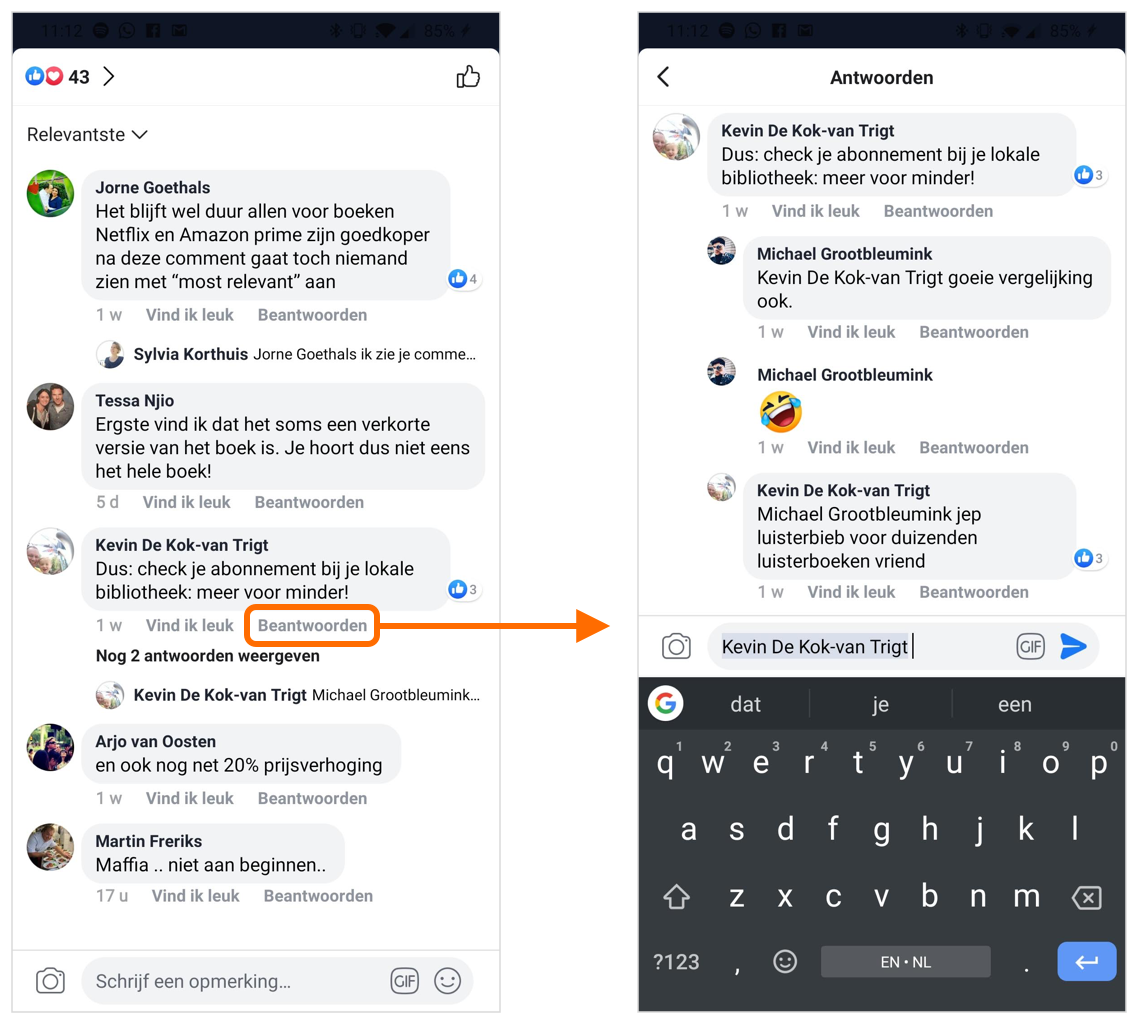 11:12 85%
43
Relevantste
Jorne Goethals
Het blijft wel duur allen voor boeken
Netflix en Amazon prime zijn goedkoper
na deze comment gaat toch niemand
zien met “most relevant” aan
4
1 w Vind ik leuk Beantwoorden
Sylvia Korthuis Jorne Goethals ik zie je comme...
Tessa Njio
Ergste vind ik dat het soms een verkorte
versie van het boek is. Je hoort dus niet eens
het hele boek!
5 d Vind ik leuk Beantwoorden
Kevin De Kok-van Trigt
Dus: check je abonnement bij je lokale
bibliotheek: meer voor minder!
3
1 w Vind ik leuk Beantwoorden
Nog 2 antwoorden weergeven
Kevin De Kok-van Trigt Michael Grootbleumink...
Arjo van Oosten
en ook nog net 20% prijsverhoging
1 w Vind ik leuk Beantwoorden
Martin Freriks
Maffia .. niet aan beginnen..
17 u Vind ik leuk Beantwoorden
Schrijf een opmerking... GIF
11:12 85%
Antwoorden
Kevin De Kok-van Trigt
Dus: check je abonnement bij je lokale
bibliotheek: meer voor minder!
3
1 w Vind ik leuk Beantwoorden
Michael Grootbleumink
Kevin De Kok-van Trigt goeie vergelijking
ook.
1 w Vind ik leuk Beantwoorden
Michael Grootbleumink
1 w Vind ik leuk Beantwoorden
Kevin De Kok-van Trigt
Michael Grootbleumink jep
luisterbieb voor duizenden
luisterboeken vriend
3
1 w Vind ik leuk Beantwoorden
Kevin De Kok-van Trigt GIF
G dat je een
q1 w2 e3 r4 t5 y6 u7 i8 o9 p0
a s d f g h j k l
z x c v b n m
?123 , EN • NL .